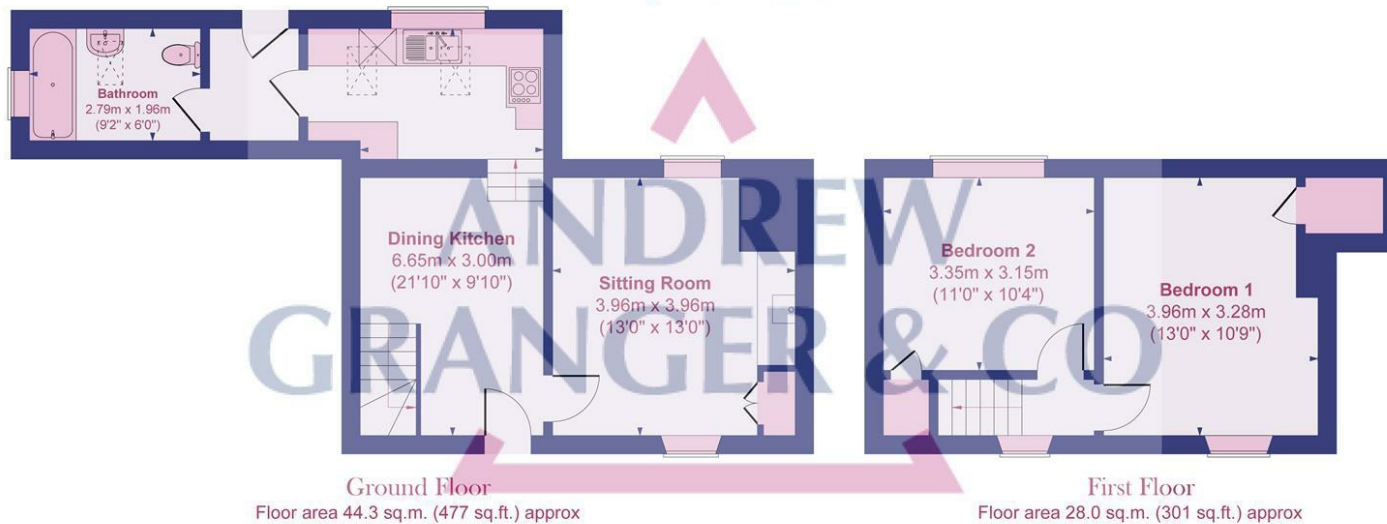 Bathroom
2.79m x 1.96m
(9'2" x 6'0")
Dining Kitchen
6.65m x 3.00m
(21'10" x 9'10")
Sitting Room
3.96m x 3.96m
(13'0" x 13'0")
Bedroom 2
3.35m x 3.15m
(11'0" x 10'4")
Bedroom 1
3.96m x 3.28m
(13'0" x 10'9")
ANDREW
GRANGER & CO
Ground Floor
Floor area 44.3 sq.m. (477 sq.ft.) approx
First Floor
Floor area 28.0 sq.m. (301 sq.ft.) approx